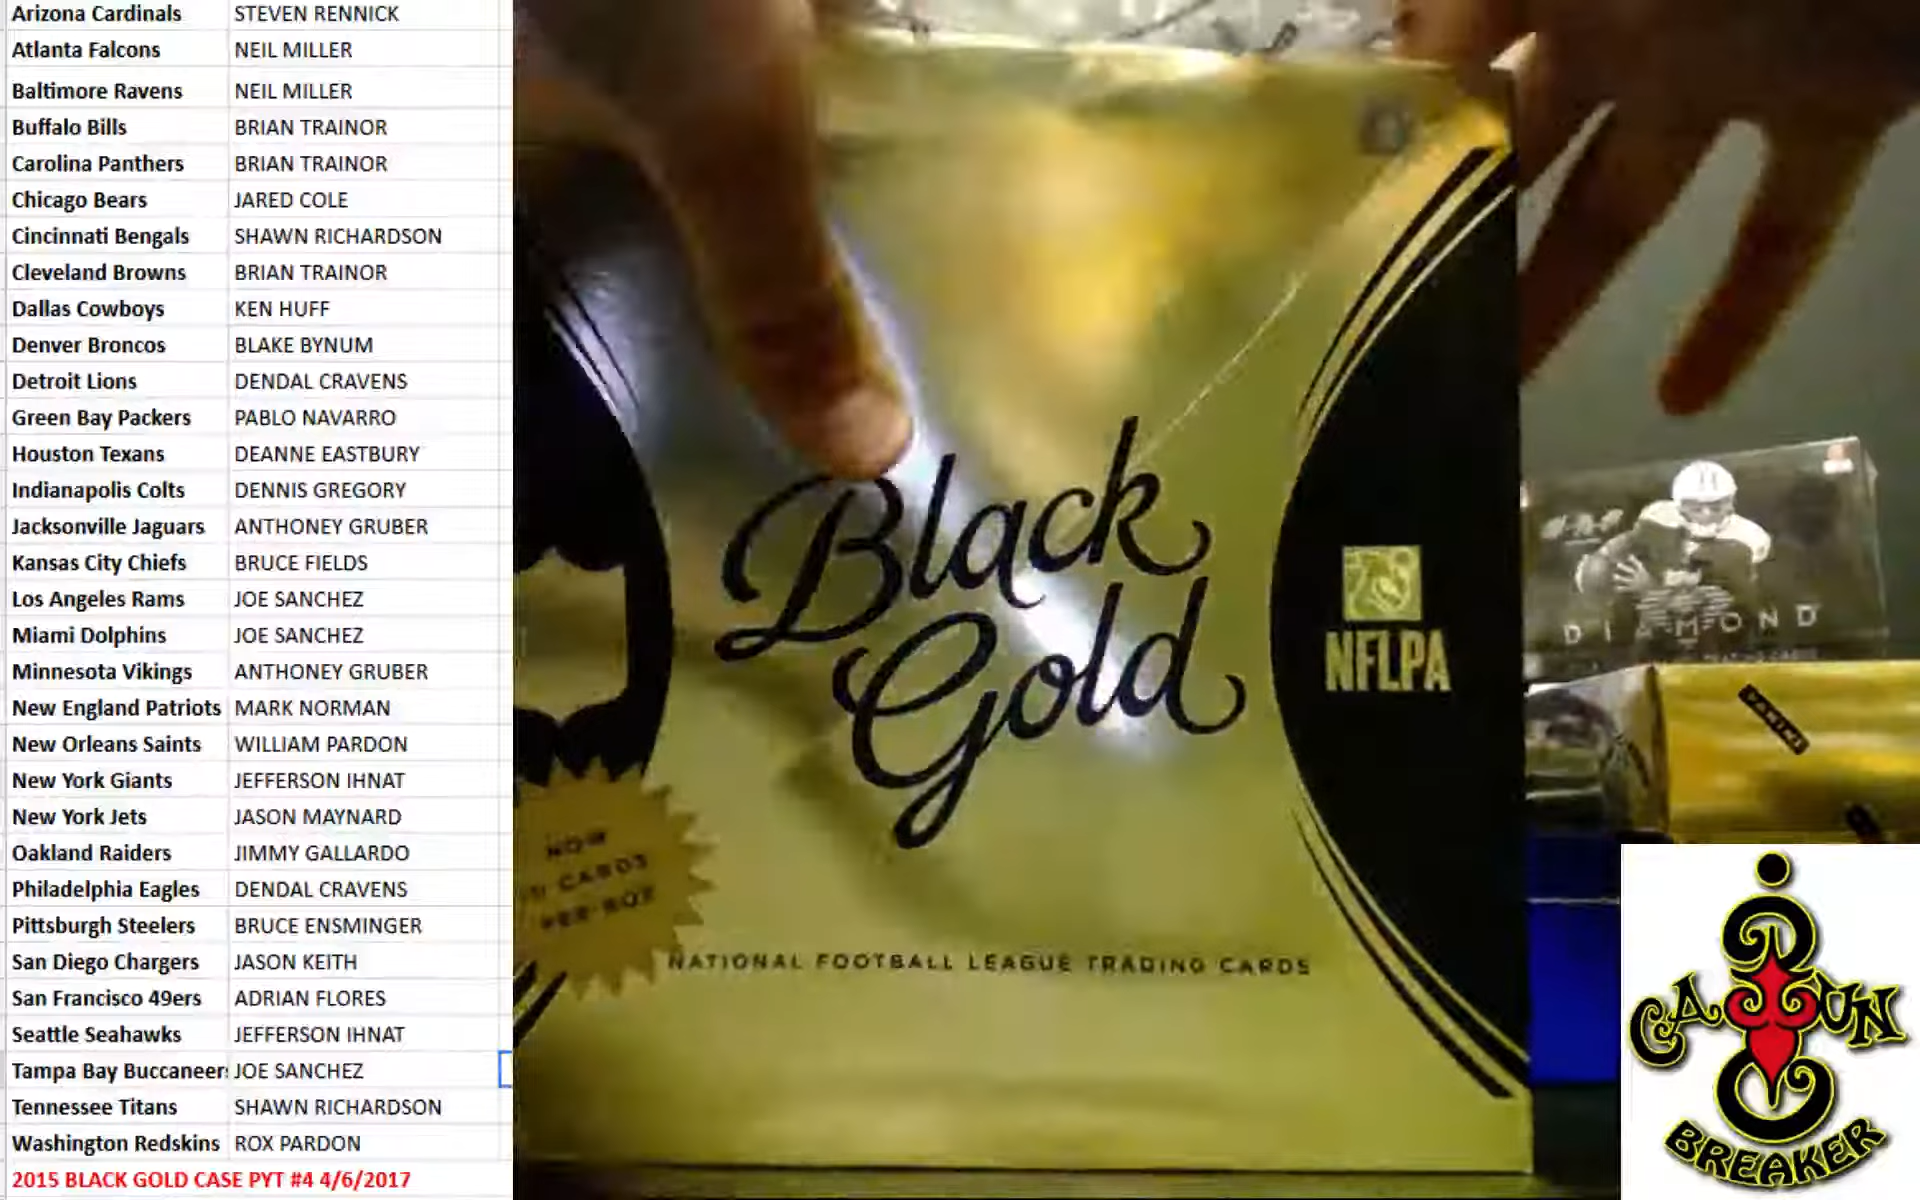 Arizona Cardinals STEVEN RENNICK
Atlanta Falcons NEIL MILLER
Baltimore Ravens NEIL MILLER
Buffalo Bills BRIAN TRAINOR
Carolina Panthers BRIAN TRAINOR
Chicago Bears JARED COLE
Cincinnati Bengals SHAWN RICHARDSON
Cleveland Browns BRIAN TRAINOR
Dallas Cowboys KEN HUFF
Denver Broncos BLAKE BYNUM
Detroit Lions DENDAL CRAVENS
Green Bay Packers PABLO NAVARRO
Houston Texans DEANNE EASTBURY
Indianapolis Colts DENNIS GREGORY
Jacksonville Jaguars ANTHONEY GRUBER
Kansas City Chiefs BRUCE FIELDS
Los Angeles Rams JOE SANCHEZ
Miami Dolphins JOE SANCHEZ
Minnesota Vikings ANTHONEY GRUBER
New England Patriots MARK NORMAN
New Orleans Saints WILLIAM PARDON
New York Giants JEFFERSON IHNAT
New York Jets JASON MAYNARD
Oakland Raiders JIMMY GALLARDO
Philadelphia Eagles DENDAL CRAVENS
Pittsburgh Steelers BRUCE ENSMINGER
San Diego Chargers JASON KEITH
San Francisco 49ers ADRIAN FLORES
Seattle Seahawks JEFFERSON IHNAT
Tampa Bay Buccaneer JOE SANCHEZ
Tennessee Titans SHAWN RICHARDSON
Washington Redskins ROX PARDON
2015 BLACK GOLD CASE PYT #4 4/6/2017
Black
Gold
NFLPA
NOW
CARDS
PER BOX
NATIONAL FOOTBALL LEAGUE TRADING CARDS
DIAMOND
PANINI
CAJUN
BREAKER